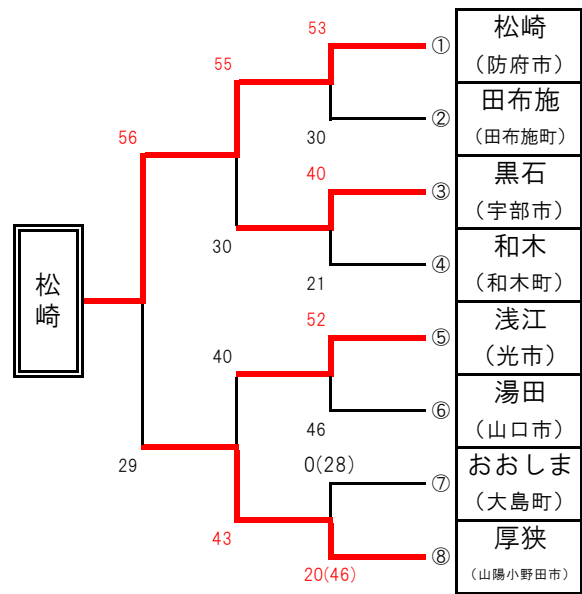 53
①
松崎
（防府市）
55
②
田布施
（田布施町）
30
56
40
③
黒石
（宇部市）
30
④
和木
（和木町）
21
松崎
52
⑤
浅江
（光市）
40
⑥
湯田
（山口市）
46
29
0(28)
⑦
おおしま
（大島町）
43
⑧
厚狭
（山陽小野田市）
20(46)